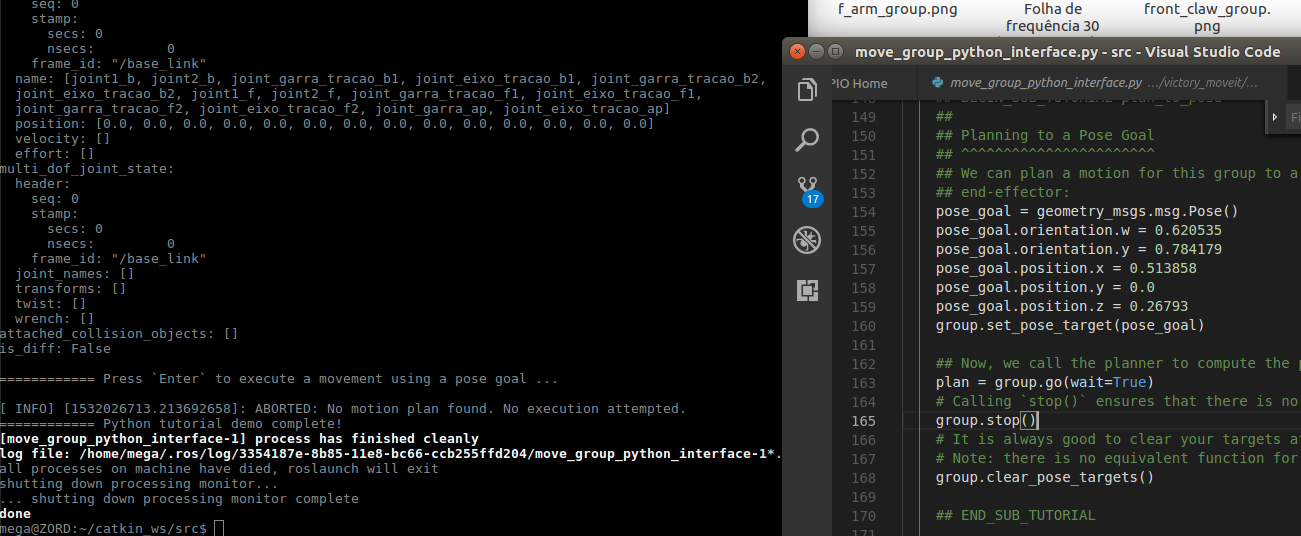 seq: 0
stamp:
secs: 0
nsecs: 0
frame_id: "/base_link"
name: [joint1_b, joint2_b, joint_garra_tracao_b1, joint_eixo_tracao_b1, joint_garra_tracao_b2,
joint_eixo_tracao_b2, joint1_f, joint2_f, joint_garra_tracao_f1, joint_eixo_tracao_f1,
joint_garra_tracao_f2, joint_eixo_tracao_f2, joint_garra_ap, joint_eixo_tracao_ap]
position: [0.0, 0.0, 0.0, 0.0, 0.0, 0.0, 0.0, 0.0, 0.0, 0.0, 0.0, 0.0, 0.0, 0.0]
velocity: []
effort: []
multi_dof_joint_state:
header:
seq: 0
stamp:
secs: 0
nsecs: 0
frame_id: "/base_link"
joint_names: []
transforms: []
twist: []
wrench: []
attached_collision_objects: []
is_diff: False
============ Press `Enter` to execute a movement using a pose goal ...
[ INFO] [1532026713.213692658]: ABORTED: No motion plan found. No execution attempted.
============ Python tutorial demo complete!
[move_group_python_interface-1] process has finished cleanly
log file: /home/mega/.ros/log/3354187e-8b85-11e8-bc66-ccb255ffd204/move_group_python_interface-1*.
all processes on machine have died, roslaunch will exit
shutting down processing monitor...
... shutting down processing monitor complete
done
mega@ZORD:~/catkin_ws/src$
f_arm_group.png
Folha de
frequência 30
front_claw_group.
png
move_group_python_interface.py - src - Visual Studio Code
PIO Home
move_group_python_interface.py .../victory_moveit/...
17
148 ## BEGIN_SUB_TUTORIAL plan_to_pose
149 ##
150 ## Planning to a Pose Goal
151 ## ^^^^^^^^^^^^^^^^^^^^^^^
152 ## We can plan a motion for this group to a
153 ## end-effector:
154 pose_goal = geometry_msgs.msg.Pose()
155 pose_goal.orientation.w = 0.620535
156 pose_goal.orientation.y = 0.784179
157 pose_goal.position.x = 0.513858
158 pose_goal.position.y = 0.0
159 pose_goal.position.z = 0.26793
160 group.set_pose_target(pose_goal)
161
162 ## Now, we call the planner to compute the p
163 plan = group.go(wait=True)
164 # Calling `stop()` ensures that there is no
165 group.stop()
166 # It is always good to clear your targets a
167 # Note: there is no equivalent function for
168 group.clear_pose_targets()
169
170 ## END_SUB_TUTORIAL
171
Fi